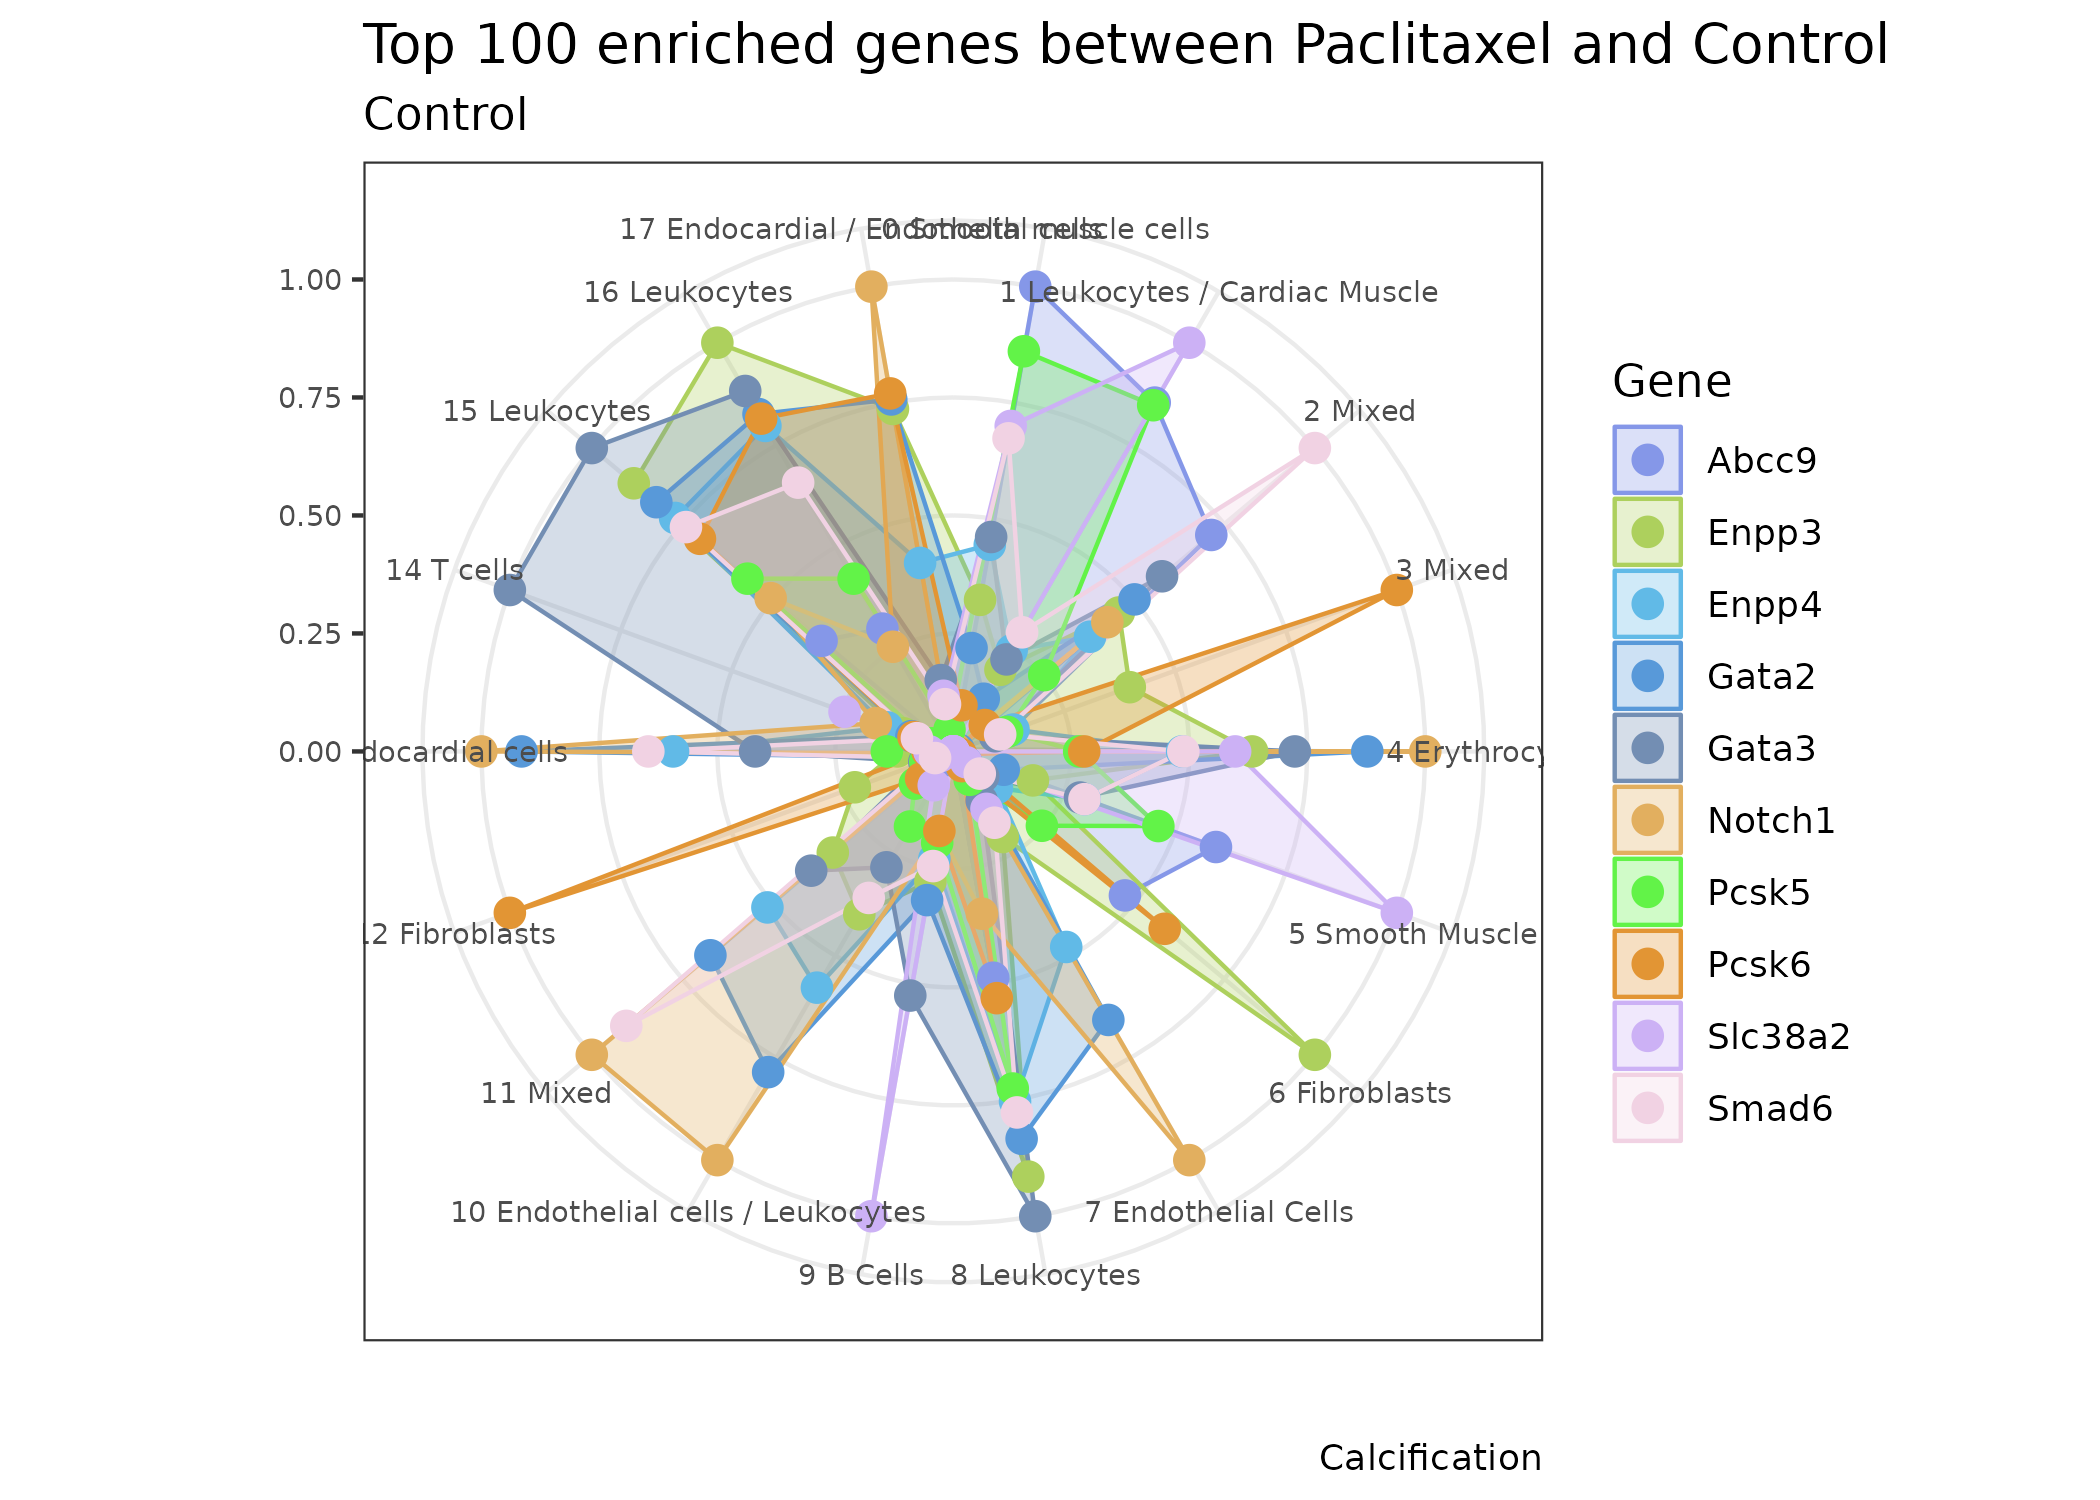 Top 100 enriched genes between Paclitaxel and Control
Control
17 Endocardial / Endothelial cells
0 Smooth muscle cells
16 Leukocytes
1 Leukocytes / Cardiac Muscle
15 Leukocytes
2 Mixed
14 T cells
3 Mixed
docardial cells
4 Erythrocy
12 Fibroblasts
5 Smooth Muscle
11 Mixed
6 Fibroblasts
10 Endothelial cells / Leukocytes
7 Endothelial Cells
9 B Cells
8 Leukocytes
1.00
0.75
0.50
0.25
0.00
Gene
Abcc9
Enpp3
Enpp4
Gata2
Gata3
Notch1
Pcsk5
Pcsk6
Slc38a2
Smad6
Calcification